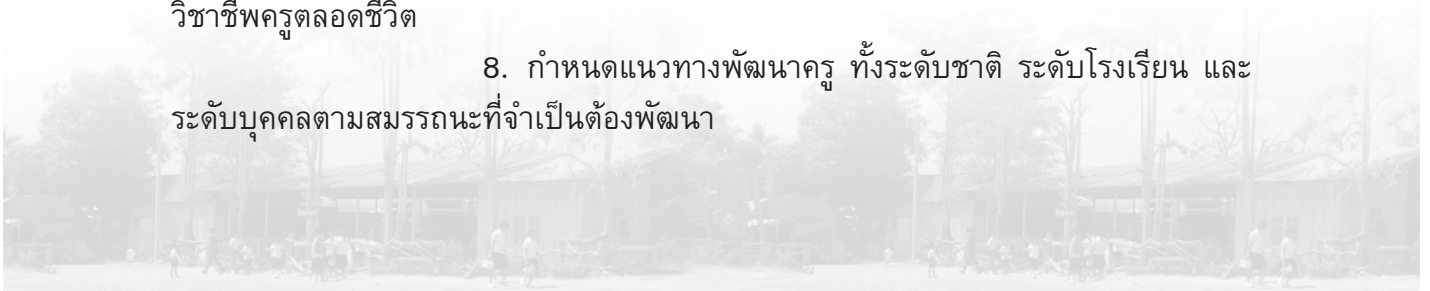 วิชาชีพครูตลอดชีวิต
8. กำหนดแนวทางพัฒนาครู ทั้งระดับชาติ ระดับโรงเรียน และ
ระดับบุคคลตามสมรรถนะที่จำเป็นต้องพัฒนา